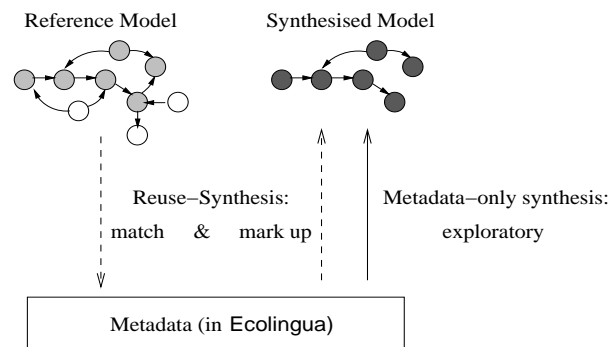 Reference Model
Synthesised Model
Reuse−Synthesis:
match & mark up
Metadata−only synthesis:
exploratory
Metadata (in Ecolingua)